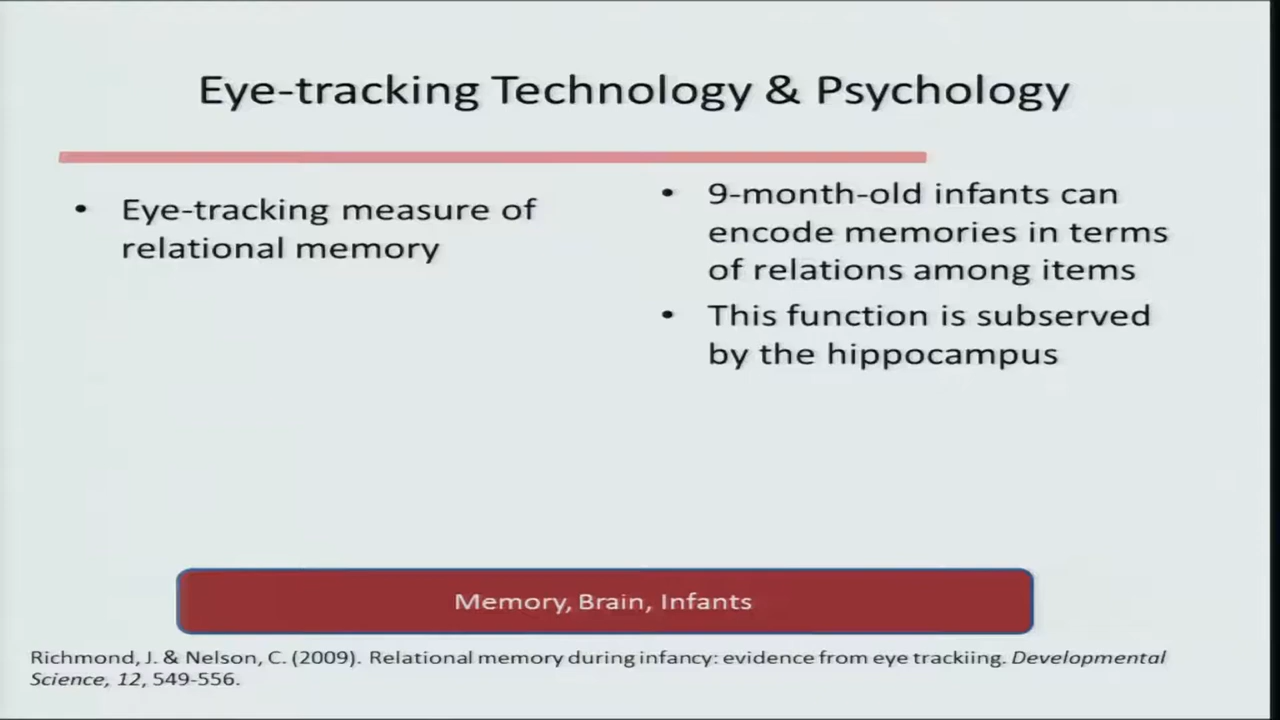 Eye-tracking Technology & Psychology
• Eye-tracking measure of
relational memory
• 9-month-old infants can
encode memories in terms
of relations among items
• This function is subserved
by the hippocampus
Memory, Brain, Infants
Richmond, J. & Nelson, C. (2009). Relational memory during infancy: evidence from eye trackiing. Developmental
Science, 12, 549-556.